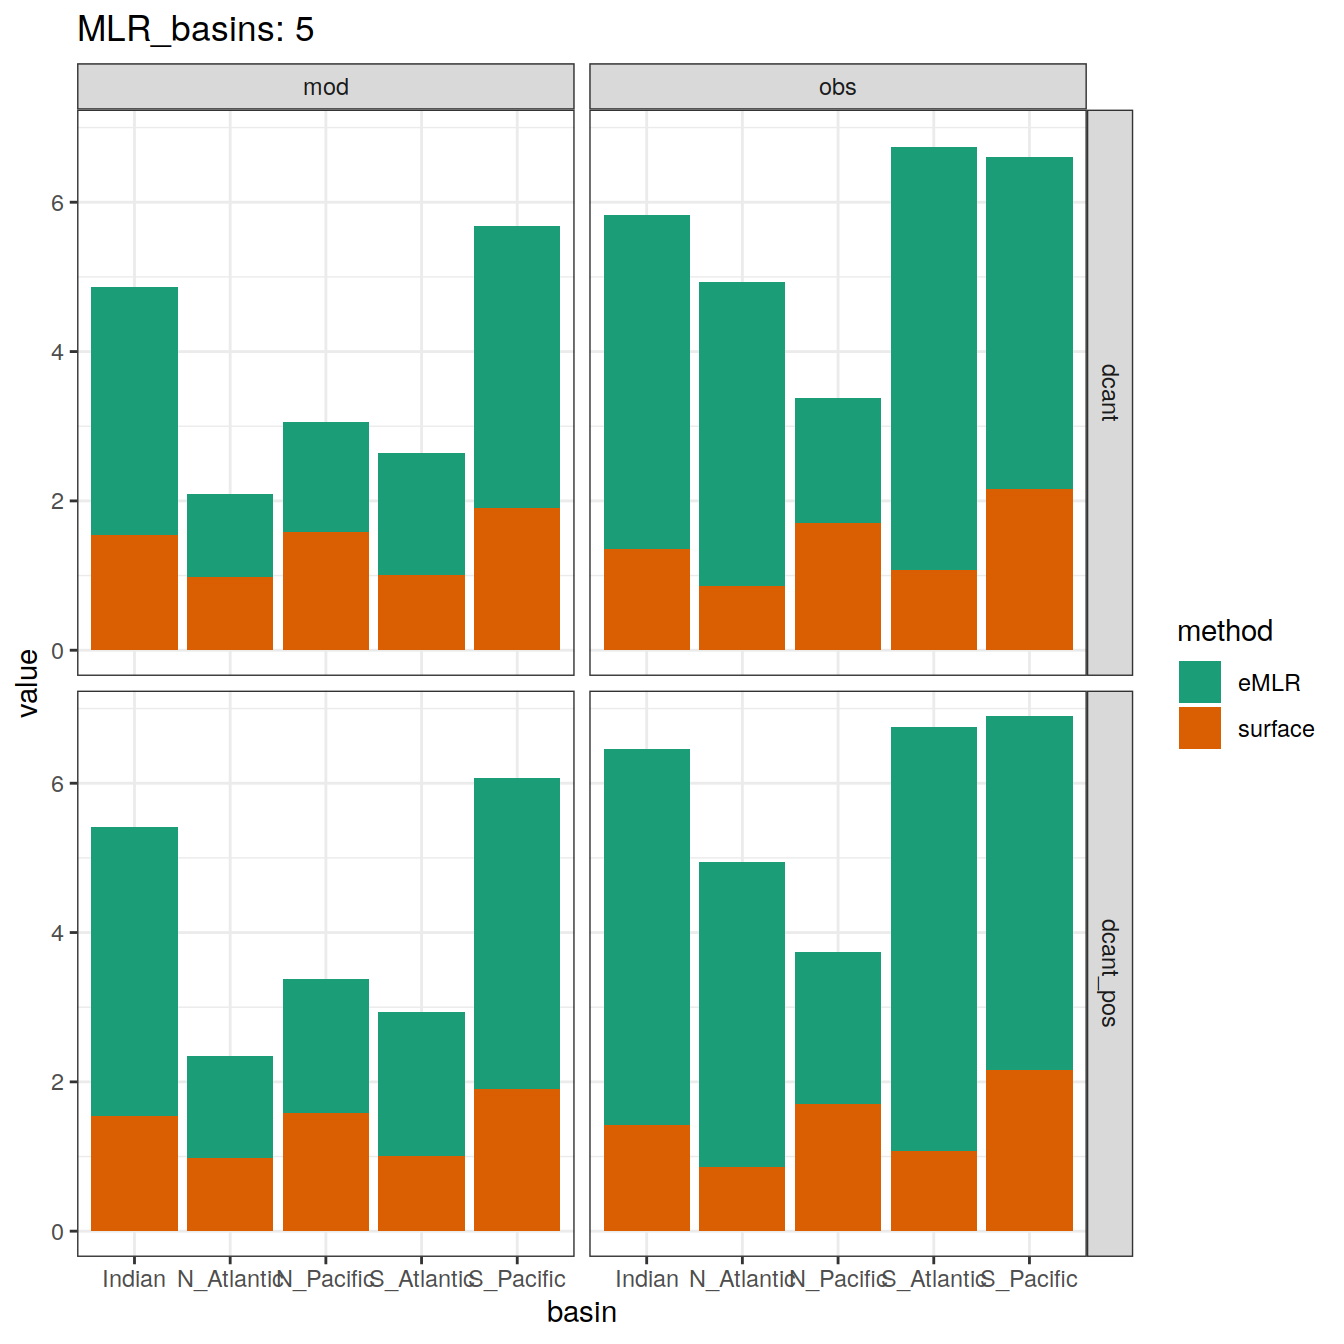 MLR_basins: 5
mod
obs
6
4
2
0
dcant
6
4
2
0
dcant_pos
value
Indian N_Atlantic N_Pacific S_Atlantic S_Pacific
Indian N_Atlantic N_Pacific S_Atlantic S_Pacific
basin
method
eMLR
surface